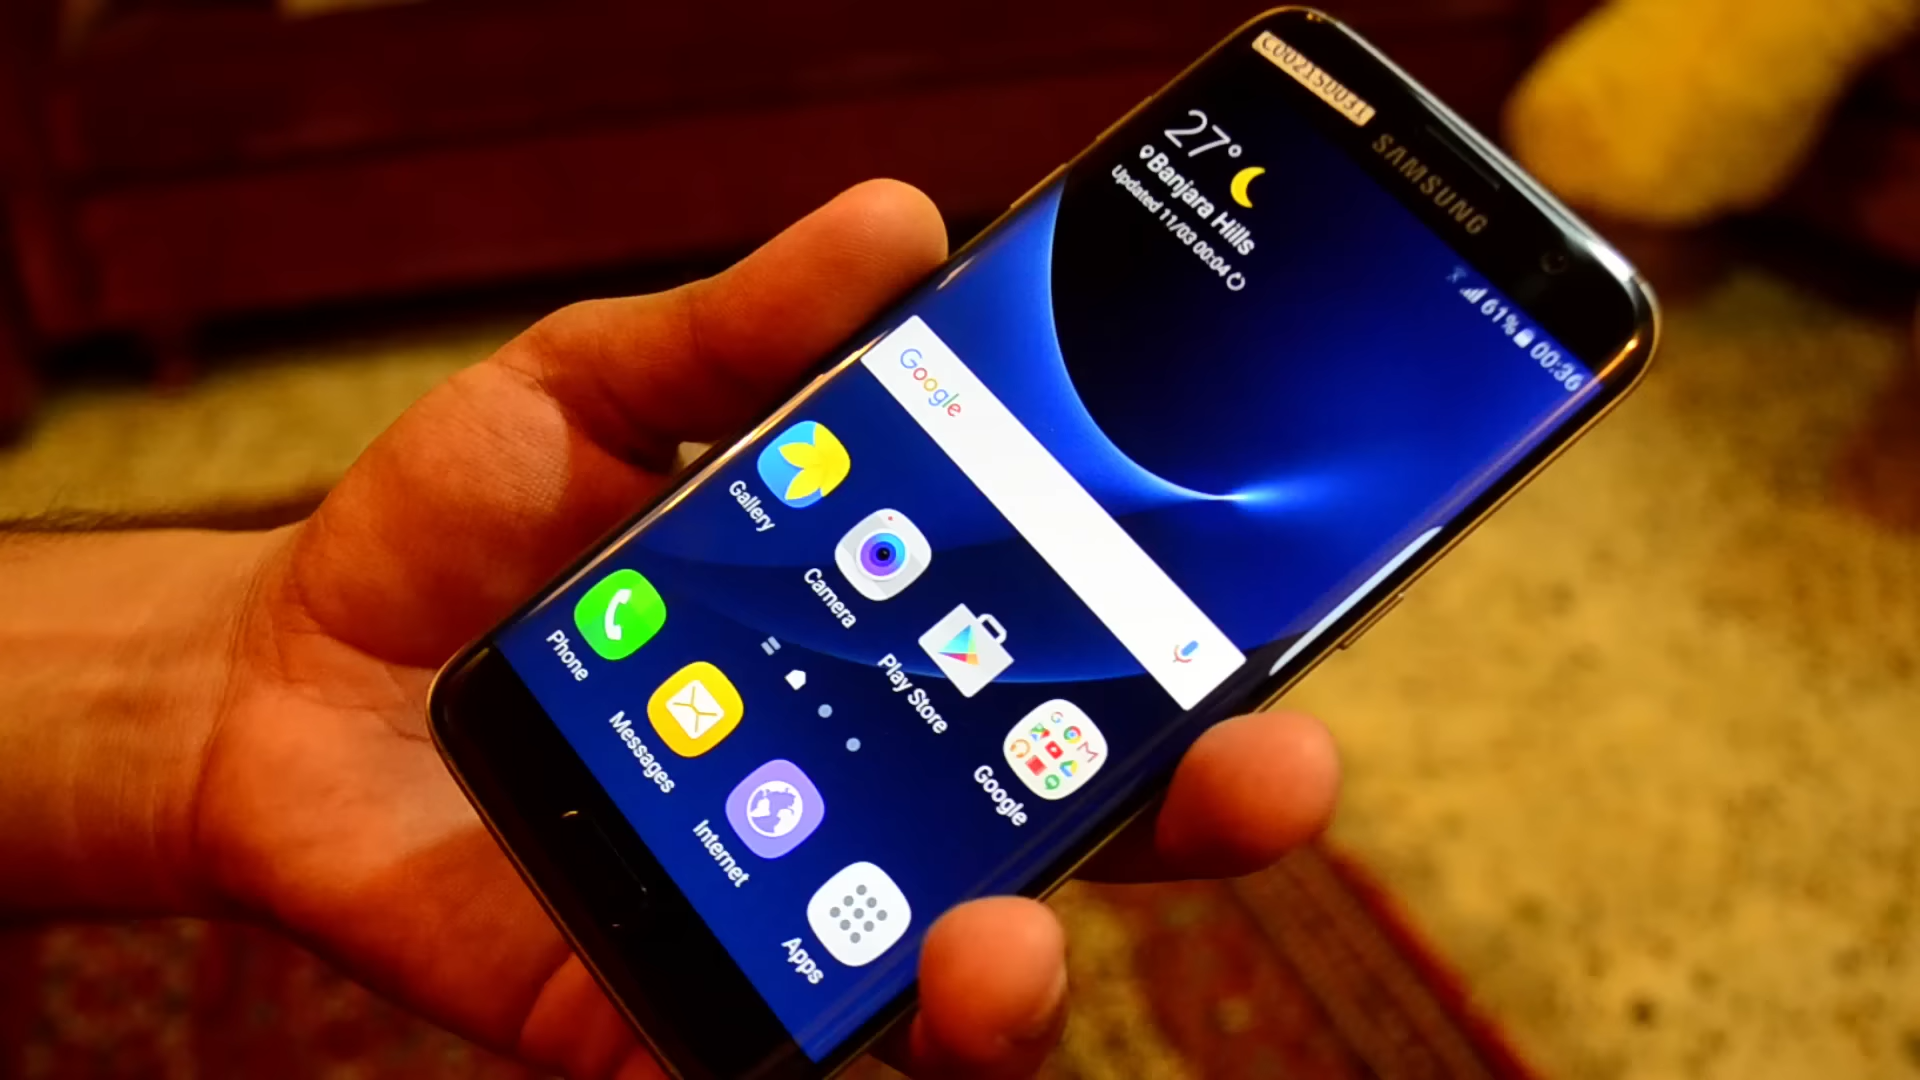 C002150031
SAMSUNG
61% 00:36
27°
Banjara Hills
Updated 11/03 00:04
Google
Gallery
Camera
Play Store
Google
Phone
Messages
Internet
Apps